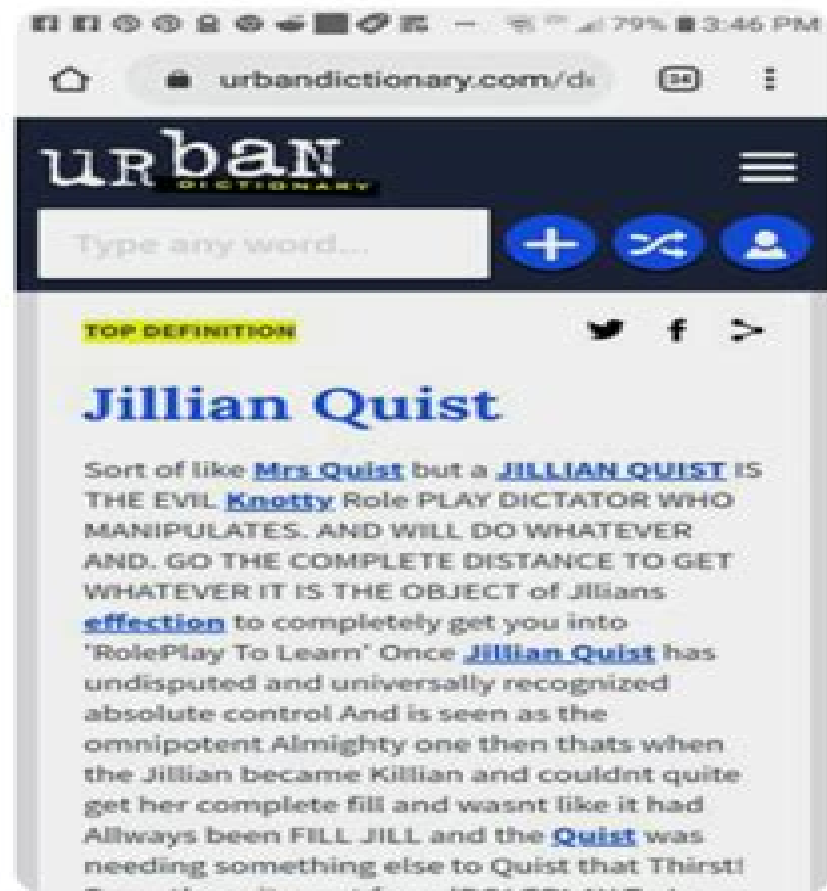 79% 3:46 PM
urbandictionary.com/de
urban
DICTIONARY
Type any word...
TOP DEFINITION
Jillian Quist
Sort of like Mrs Quist but a JILLIAN QUIST IS
THE EVIL Knotty Role PLAY DICTATOR WHO
MANIPULATES. AND WILL DO WHATEVER
AND. GO THE COMPLETE DISTANCE TO GET
WHATEVER IT IS THE OBJECT of Jllians
effection to completely get you into
'RolePlay To Learn' Once Jillian Quist has
undisputed and universally recognized
absolute control And is seen as the
omnipotent Almighty one then thats when
the Jillian became Killian and couldnt quite
get her complete fill and wasnt like it had
Allways been FILL JILL and the Quist was
needing something else to Quist that Thirst!